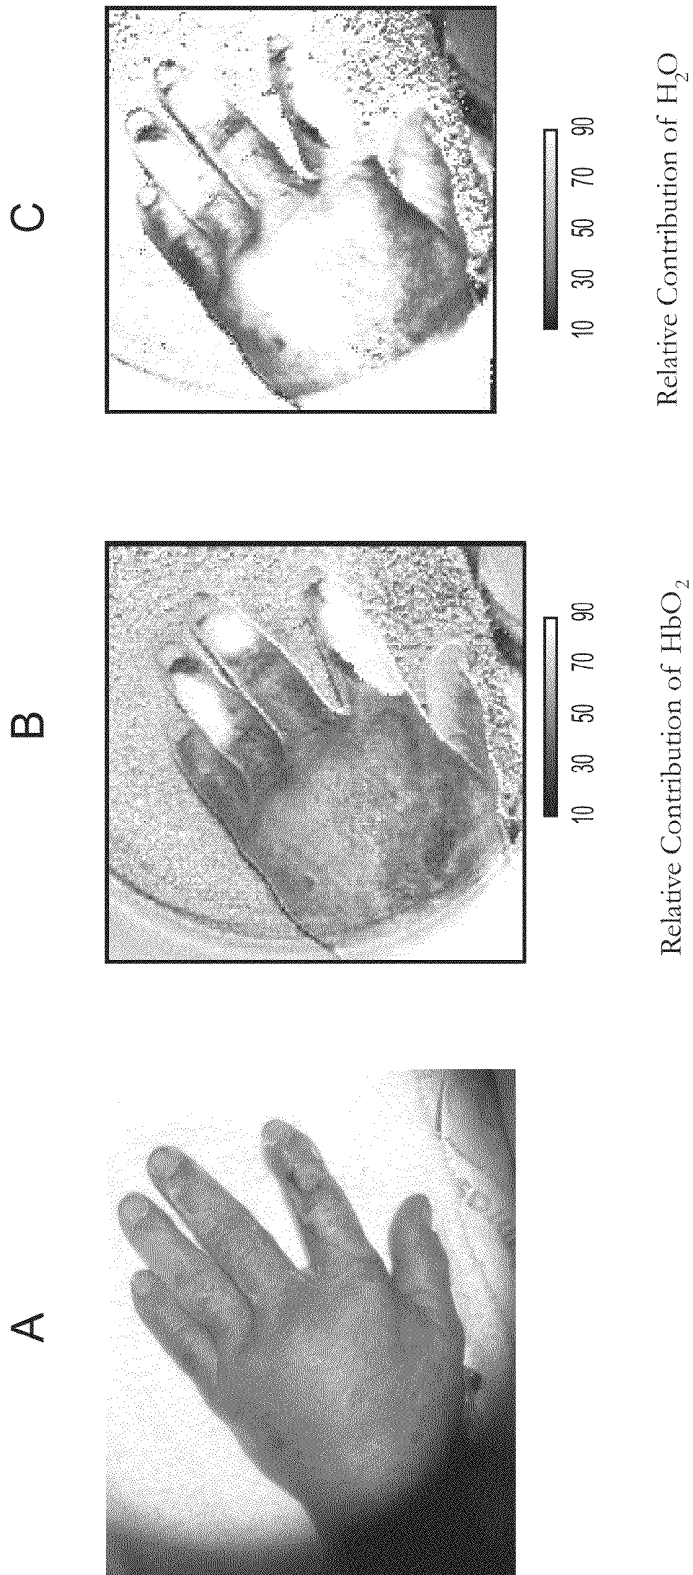 A
B
C
10 30 50 70 90
Relative Contribution of HbO₂
10 30 50 70 90
Relative Contribution of H₂O